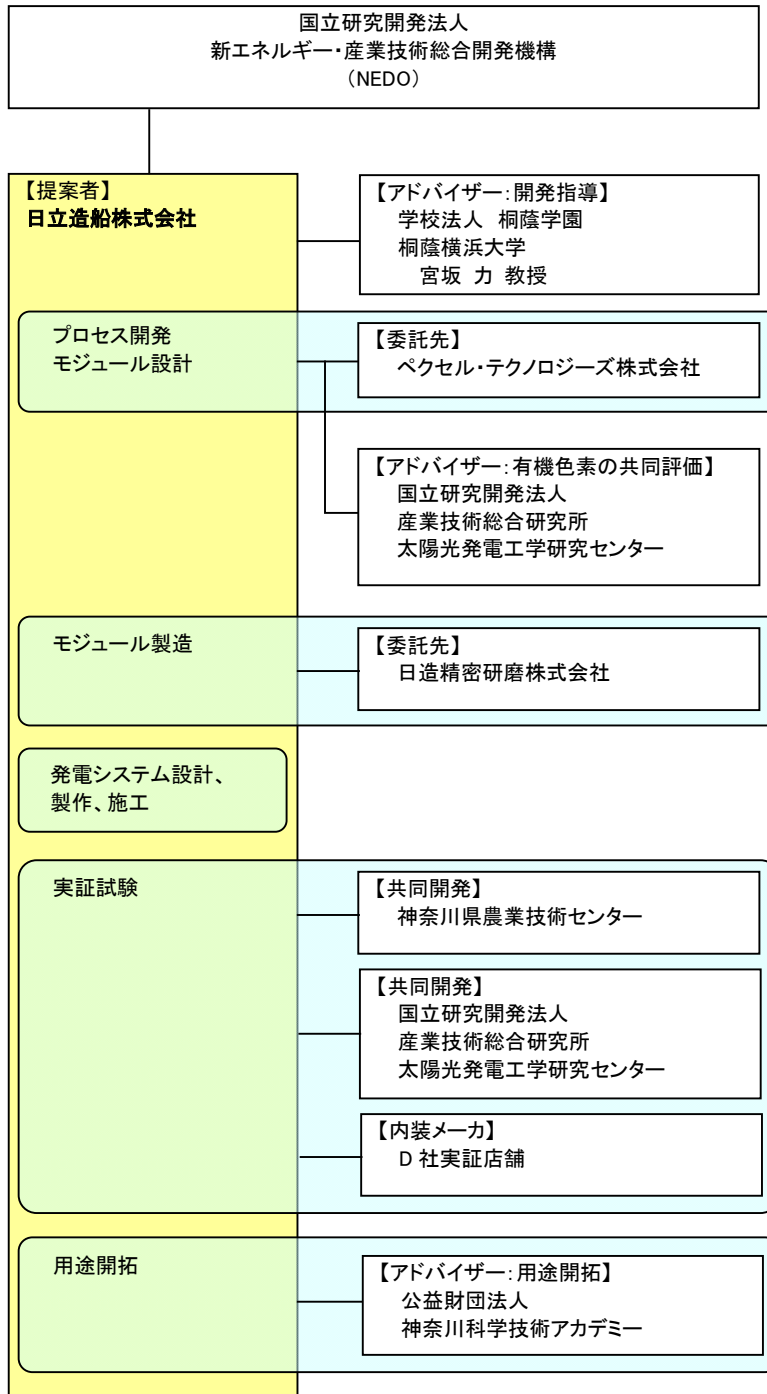 国立研究開発法人
新エネルギー・産業技術総合開発機構
（NEDO）
【提案者】
日立造船株式会社
【アドバイザー：開発指導】
学校法人 桐蔭学園
桐蔭横浜大学
宮坂 力 教授
プロセス開発
モジュール設計
【委託先】
ペクセル・テクノロジーズ株式会社
【アドバイザー：有機色素の共同評価】
国立研究開発法人
産業技術総合研究所
太陽光発電工学研究センター
モジュール製造
【委託先】
日造精密研磨株式会社
発電システム設計、
製作、施工
実証試験
【共同開発】
神奈川県農業技術センター
【共同開発】
国立研究開発法人
産業技術総合研究所
太陽光発電工学研究センター
【内装メーカ】
D 社実証店舗
用途開拓
【アドバイザー：用途開拓】
公益財団法人
神奈川科学技術アカデミー